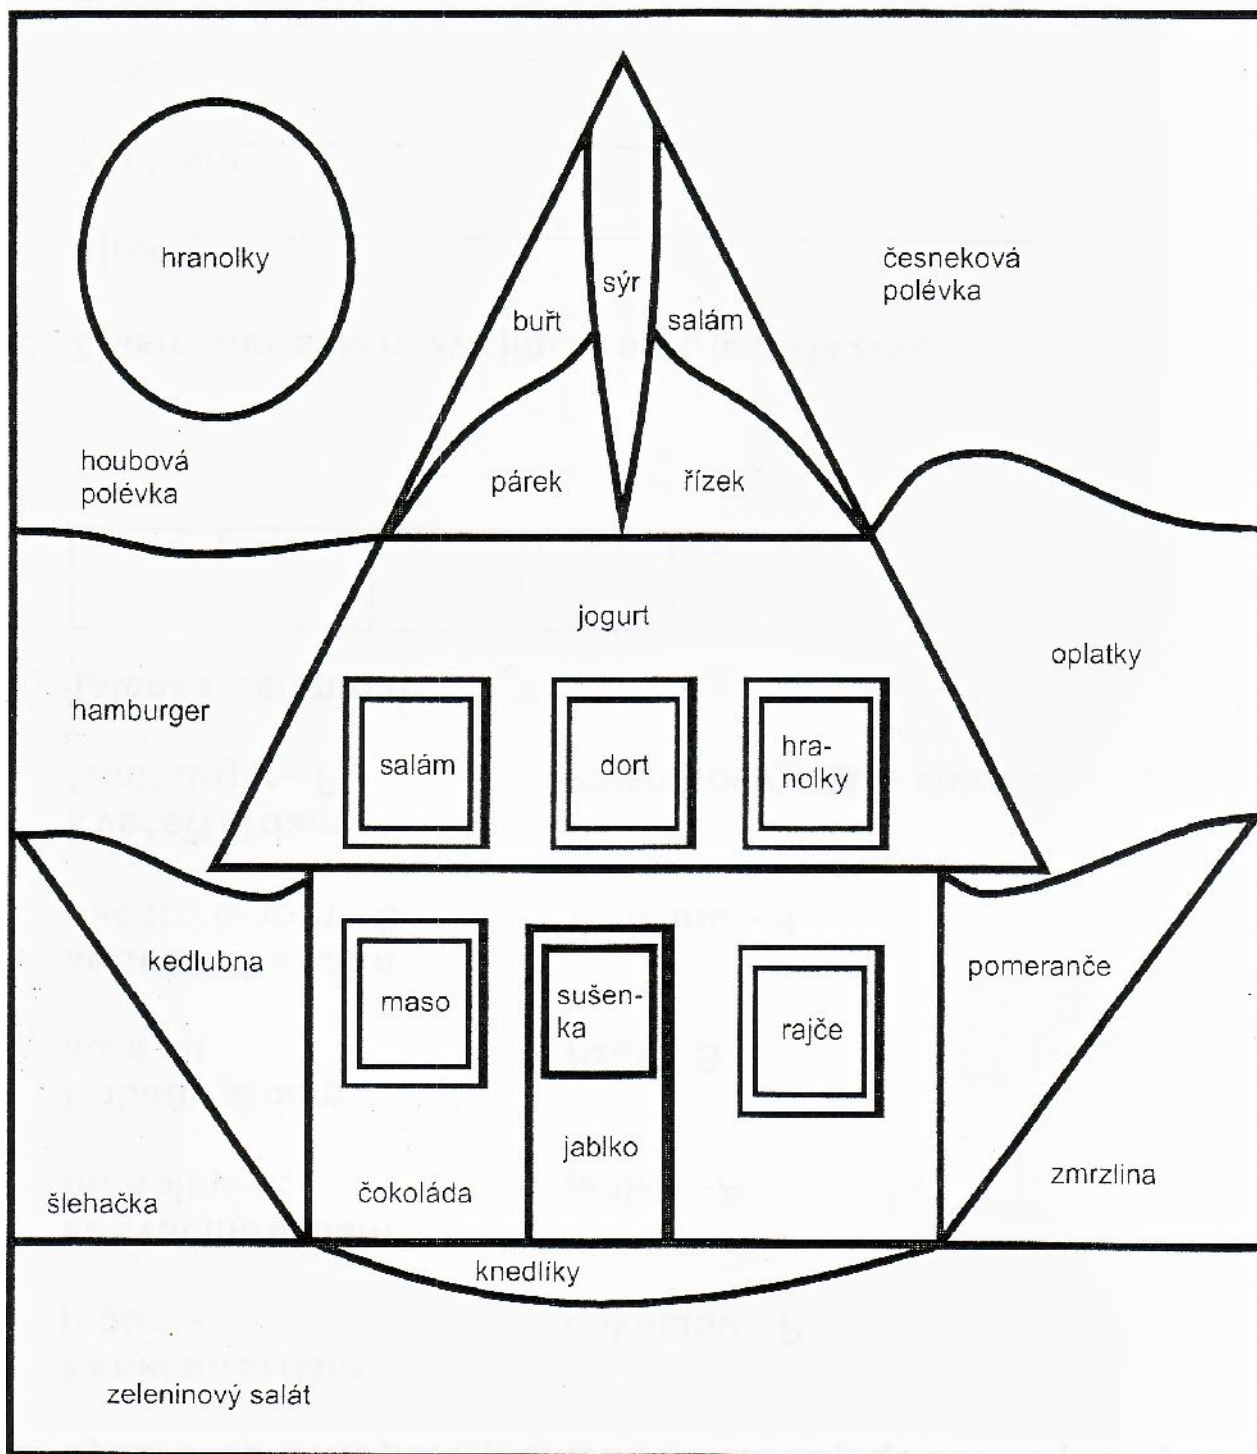 hranolky
sýr
buřt
salám
česneková
polévka
houbová
polévka
párek
řízek
jogurt
oplatky
hamburger
salám
dort
hra-
nolky
kedlubna
pomeranče
maso
sušen-
ka
rajče
jablko
šlehačka
čokoláda
zmrzlina
knedlíky
zeleninový salát